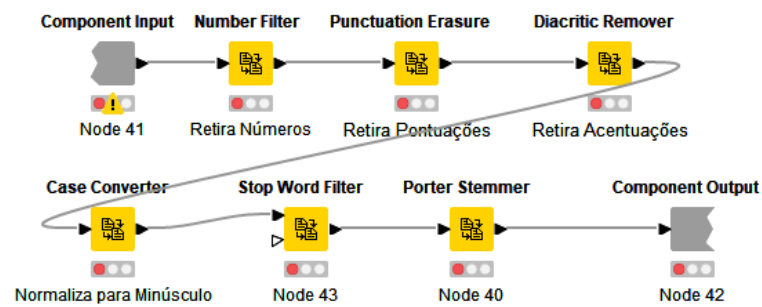 Component Input Number Filter Punctuation Erasure Diacritic Remover
Node 41 Retira Números Retira Pontuações Retira Acentuações
Case Converter Stop Word Filter Porter Stemmer Component Output
Normaliza para Minúsculo Node 43 Node 40 Node 42